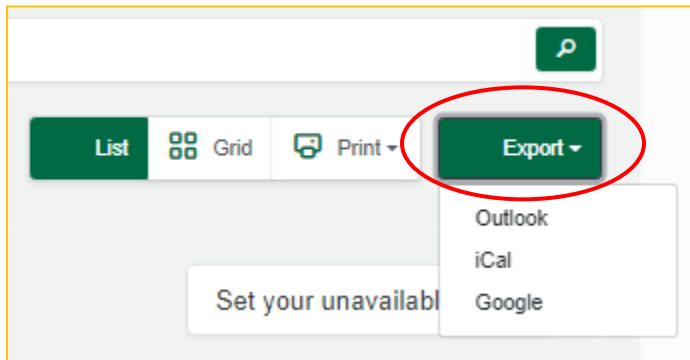 List Grid Print Export
Outlook
iCal
Set your unavailabl
Google